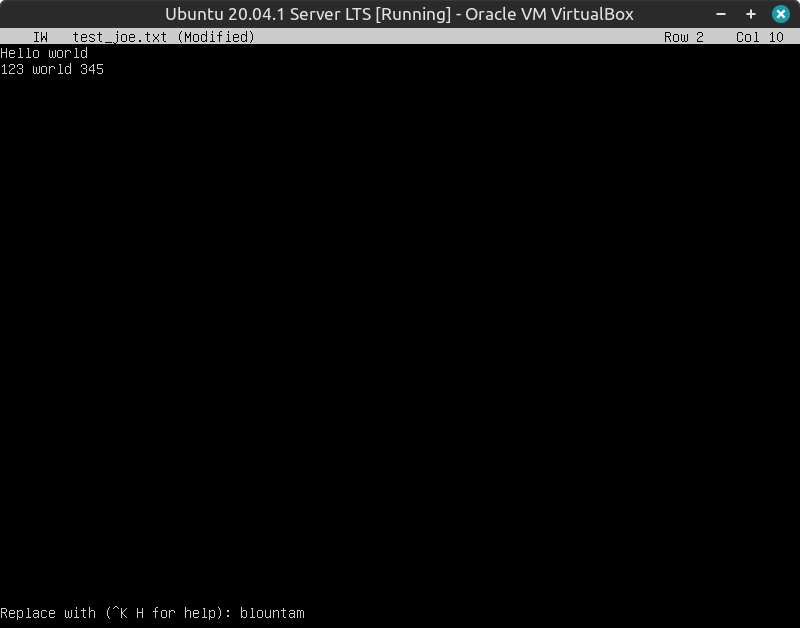 Ubuntu 20.04.1 Server LTS [Running] - Oracle VM VirtualBox
IW test_joe.txt (Modified) Row 2 Col 10
Hello world
123 world 345
Replace with (^K H for help): blountam